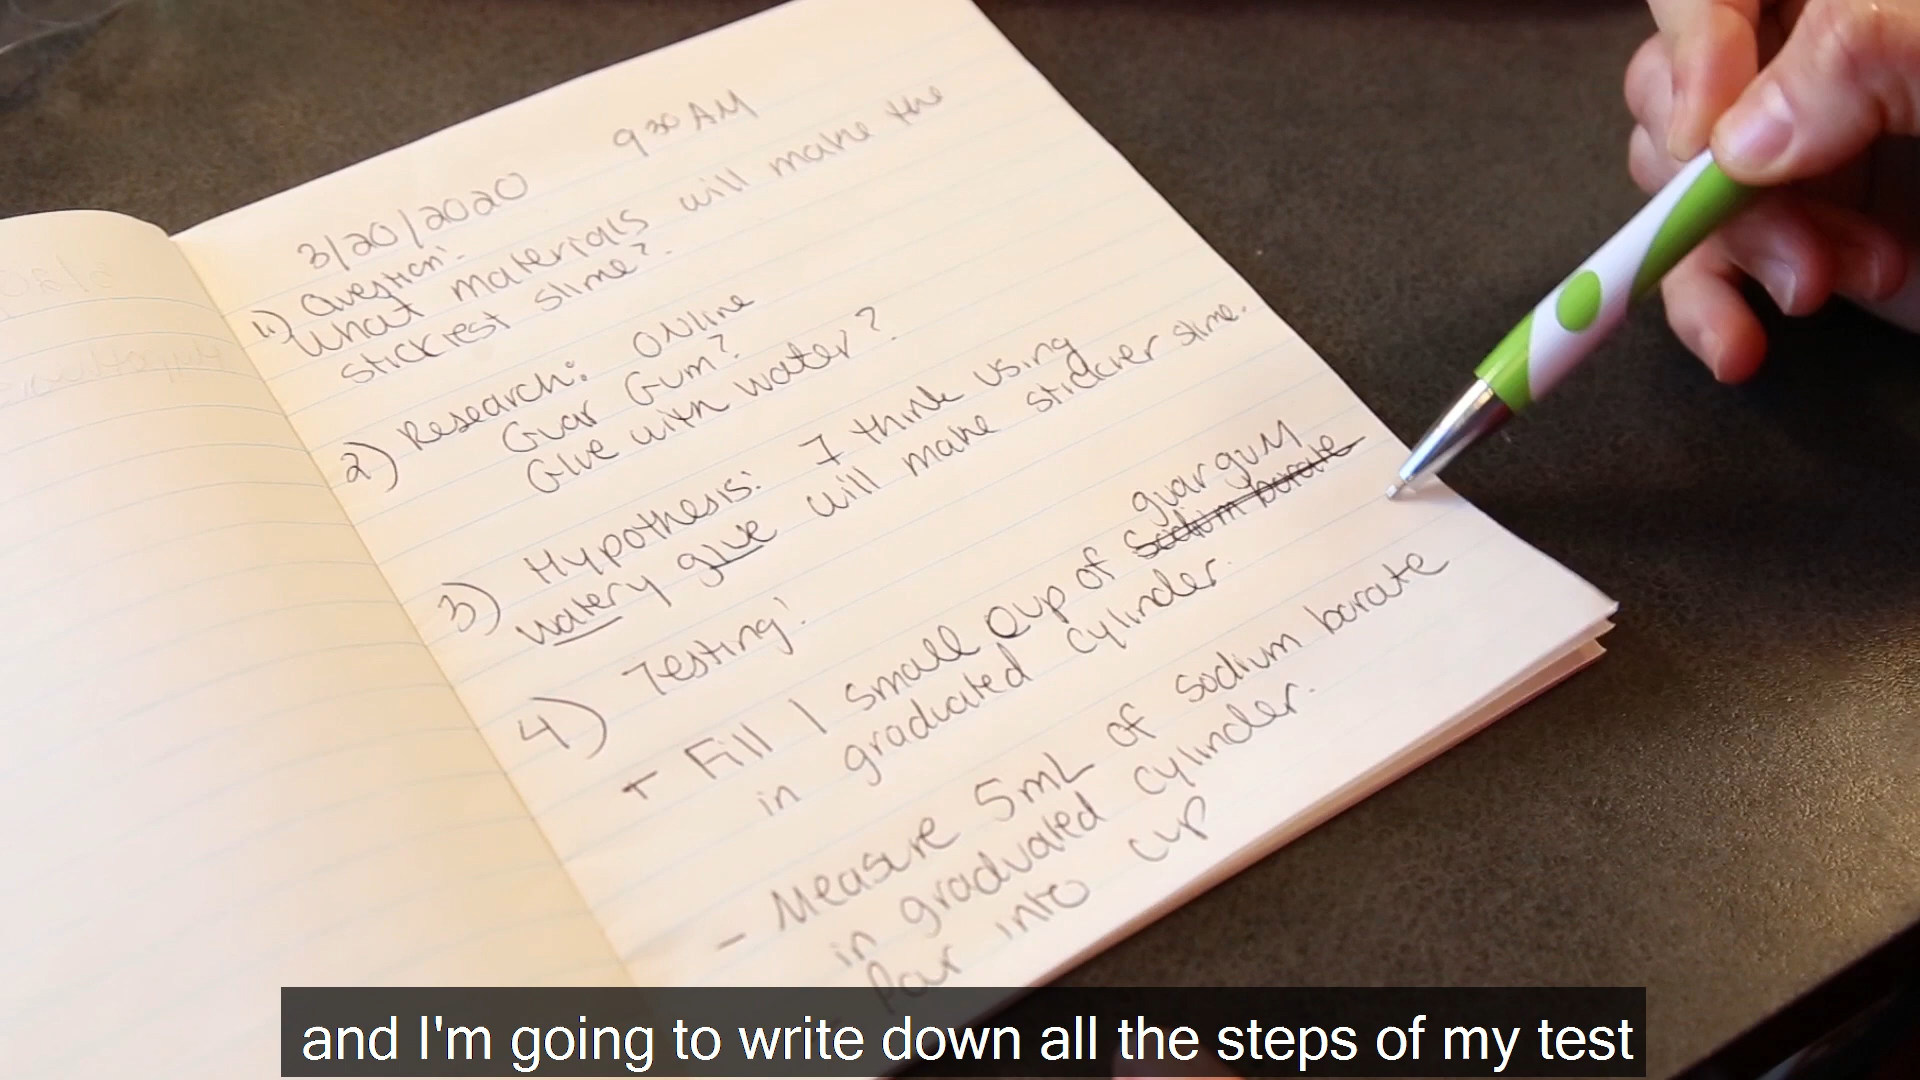 3/20/2020 9:30 AM
1.) Question:
What materials will make the
stickiest slime?
2) Research: Online
Guar Gum?
Glue with water?
3) Hypothesis: I think using
watery glue will make stickier slime.
4) Testing:
guar gum
+ Fill 1 small cup of sodium borate
in graduated cylinder.
- Measure 5mL of sodium borate
in graduated cylinder.
Pour into cup
and I'm going to write down all the steps of my test